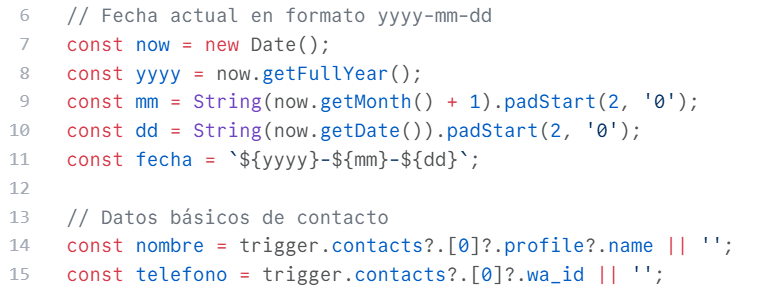 6 // Fecha actual en formato yyyy-mm-dd
7 const now = new Date();
8 const yyyy = now.getFullYear();
9 const mm = String(now.getMonth() + 1).padStart(2, '0');
10 const dd = String(now.getDate()).padStart(2, '0');
11 const fecha = `${yyyy}-${mm}-${dd}`;
12
13 // Datos básicos de contacto
14 const nombre = trigger.contacts?.[0]?.profile?.name || '';
15 const telefono = trigger.contacts?.[0]?.wa_id || '';